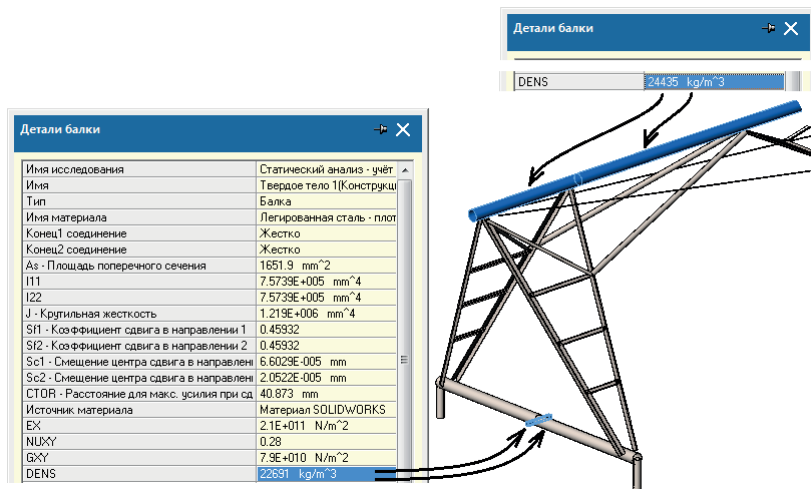 Детали балки
DENS 24435 kg/m^3
Детали балки
Имя исследования Статический анализ - учёт
Имя Твердое тело 1(Конструкц
Тип Балка
Имя материала Легированная сталь - плот
Конец1 соединение Жестко
Конец2 соединение Жестко
As - Площадь поперечного сечения 1651.9 mm^2
I11 7.5739E+005 mm^4
I22 7.5739E+005 mm^4
J - Крутильная жесткость 1.219E+006 mm^4
Sf1 - Коэффициент сдвига в направлении 1 0.45932
Sf2 - Коэффициент сдвига в направлении 2 0.45932
Sc1 - Смещение центра сдвига в направлени 6.6029E-005 mm
Sc2 - Смещение центра сдвига в направлени 2.0522E-005 mm
CTOR - Расстояние для макс. усилия при сд 40.873 mm
Источник материала Материал SOLIDWORKS
EX 2.1E+011 N/m^2
NUXY 0.28
GXY 7.9E+010 N/m^2
DENS 22691 kg/m^3